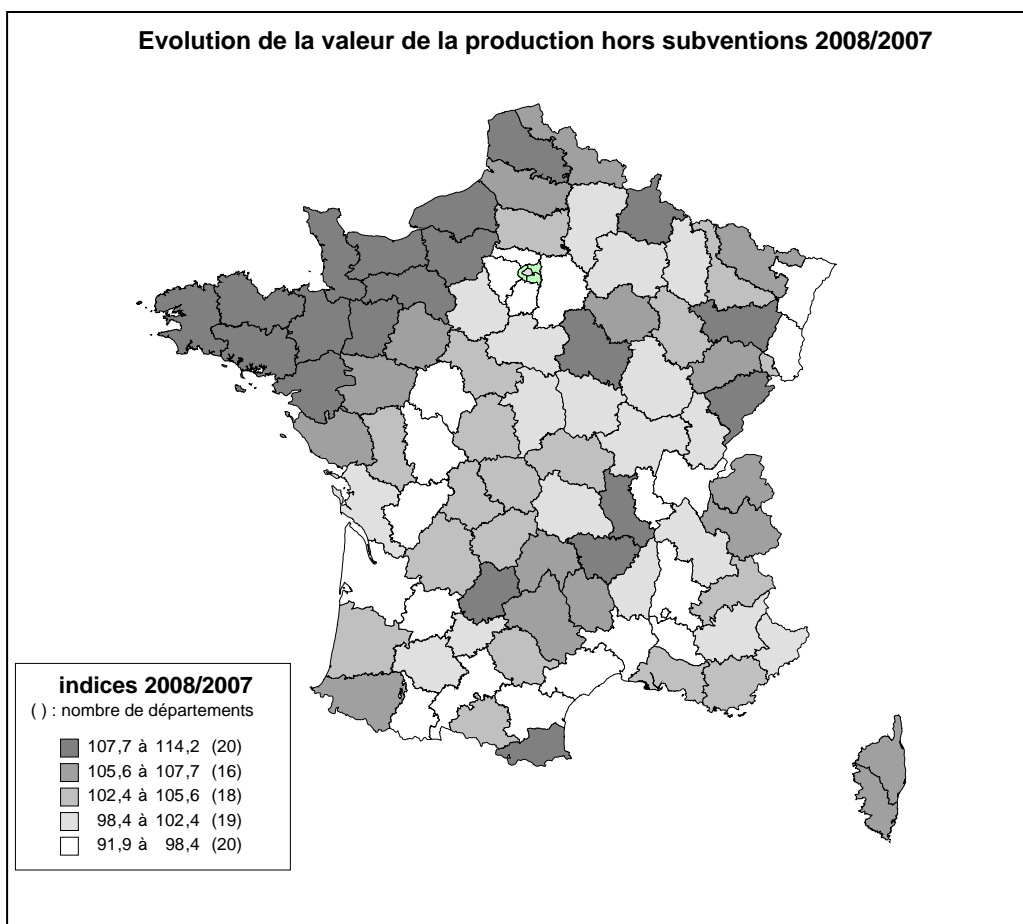 Evolution de la valeur de la production hors subventions 2008/2007
indices 2008/2007
( ) : nombre de départements
107,7 à 114,2 (20)
105,6 à 107,7 (16)
102,4 à 105,6 (18)
98,4 à 102,4 (19)
91,9 à 98,4 (20)